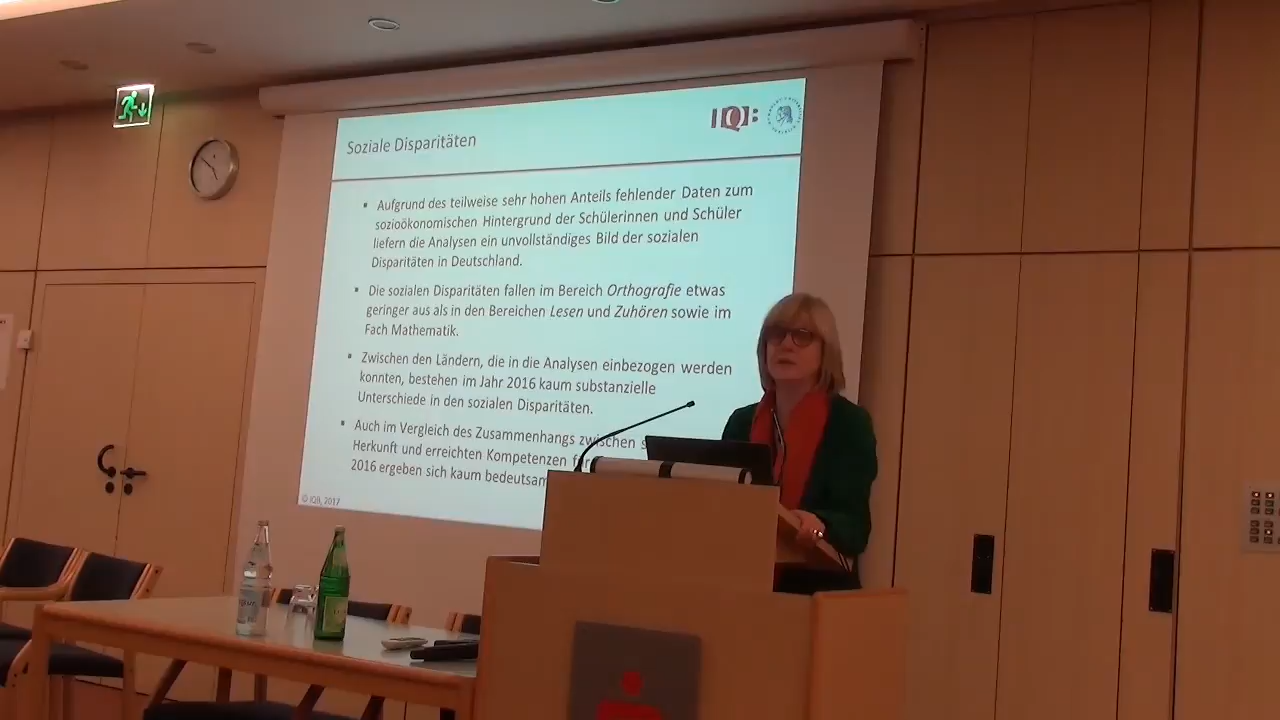 Soziale Disparitäten
IQB
▪ Aufgrund des teilweise sehr hohen Anteils fehlender Daten zum
sozioökonomischen Hintergrund der Schülerinnen und Schüler
liefern die Analysen ein unvollständiges Bild der sozialen
Disparitäten in Deutschland.
▪ Die sozialen Disparitäten fallen im Bereich Orthografie etwas
geringer aus als in den Bereichen Lesen und Zuhören sowie im
Fach Mathematik.
▪ Zwischen den Ländern, die in die Analysen einbezogen werden
konnten, bestehen im Jahr 2016 kaum substanzielle
Unterschiede in den sozialen Disparitäten.
▪ Auch im Vergleich des Zusammenhangs zwischen s
Herkunft und erreichten Kompetenzen für
2016 ergeben sich kaum bedeutsam
© IQB, 2017